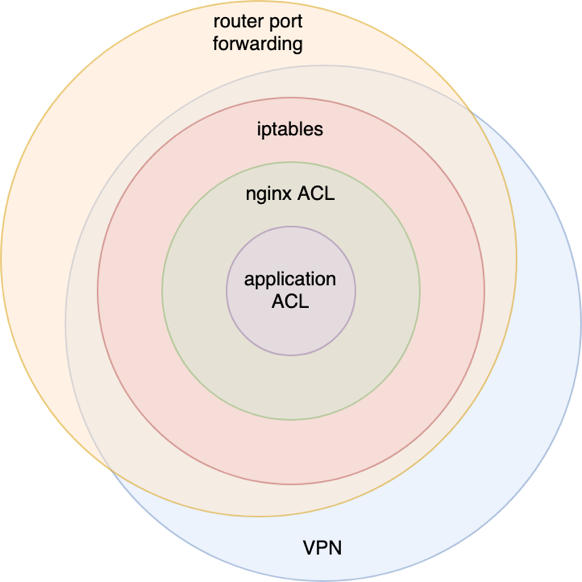 router port
forwarding
iptables
nginx ACL
application
ACL
VPN